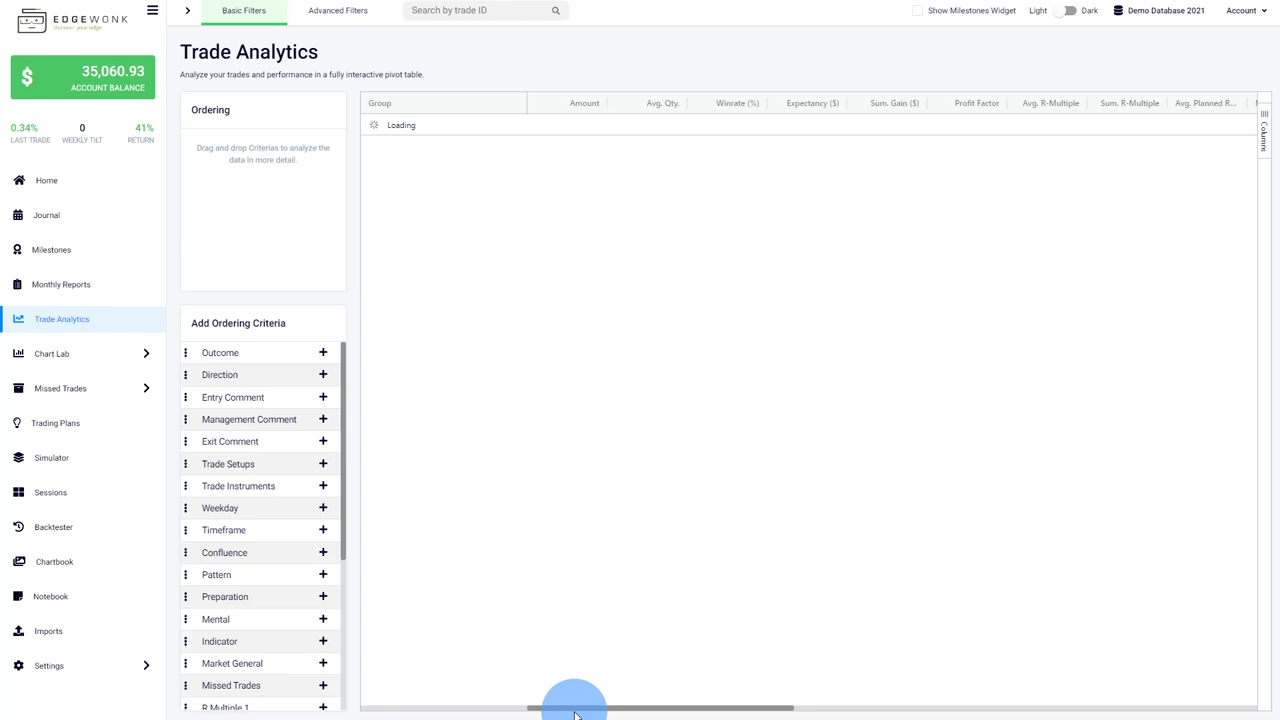 EDGEWONK
discover your edge
Basic Filters
Advanced Filters
Search by trade ID
Show Milestones Widget
Light
Dark
Demo Database 2021
Account
$
35,060.93
ACCOUNT BALANCE
0.34%
LAST TRADE
0
WEEKLY TILT
41%
RETURN
Home
Journal
Milestones
Monthly Reports
Trade Analytics
Chart Lab
Missed Trades
Trading Plans
Simulator
Sessions
Backtester
Chartbook
Notebook
Imports
Settings
Trade Analytics
Analyze your trades and performance in a fully interactive pivot table.
Ordering
Drag and drop Criterias to analyze the
data in more detail.
Add Ordering Criteria
Outcome
Direction
Entry Comment
Management Comment
Exit Comment
Trade Setups
Trade Instruments
Weekday
Timeframe
Confluence
Pattern
Preparation
Mental
Indicator
Market General
Missed Trades
R Multiple 1
Group
Amount
Avg. Qty.
Winrate (%)
Expectancy ($)
Sum. Gain ($)
Profit Factor
Avg. R-Multiple
Sum. R-Multiple
Avg. Planned R...
Loading
Columns